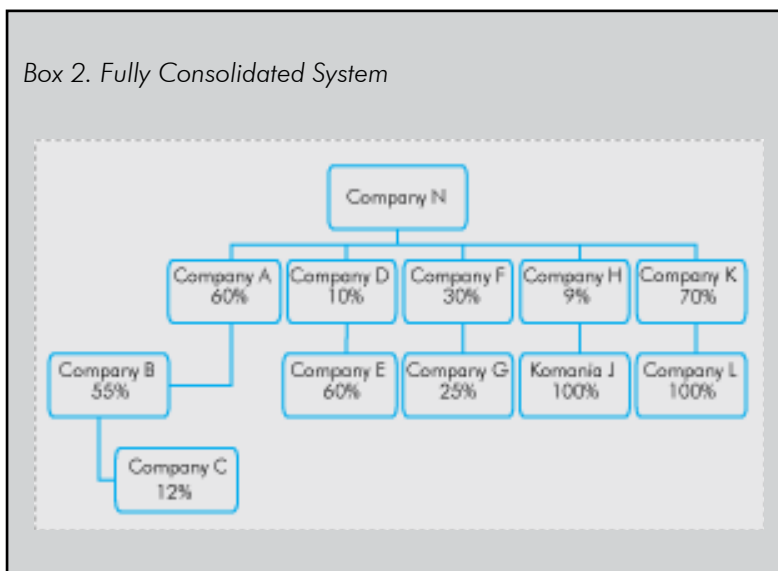 Box 2. Fully Consolidated System
Company N
Company A
60%
Company D
10%
Company F
30%
Company H
9%
Company K
70%
Company B
55%
Company E
60%
Company G
25%
Komania J
100%
Company L
100%
Company C
12%